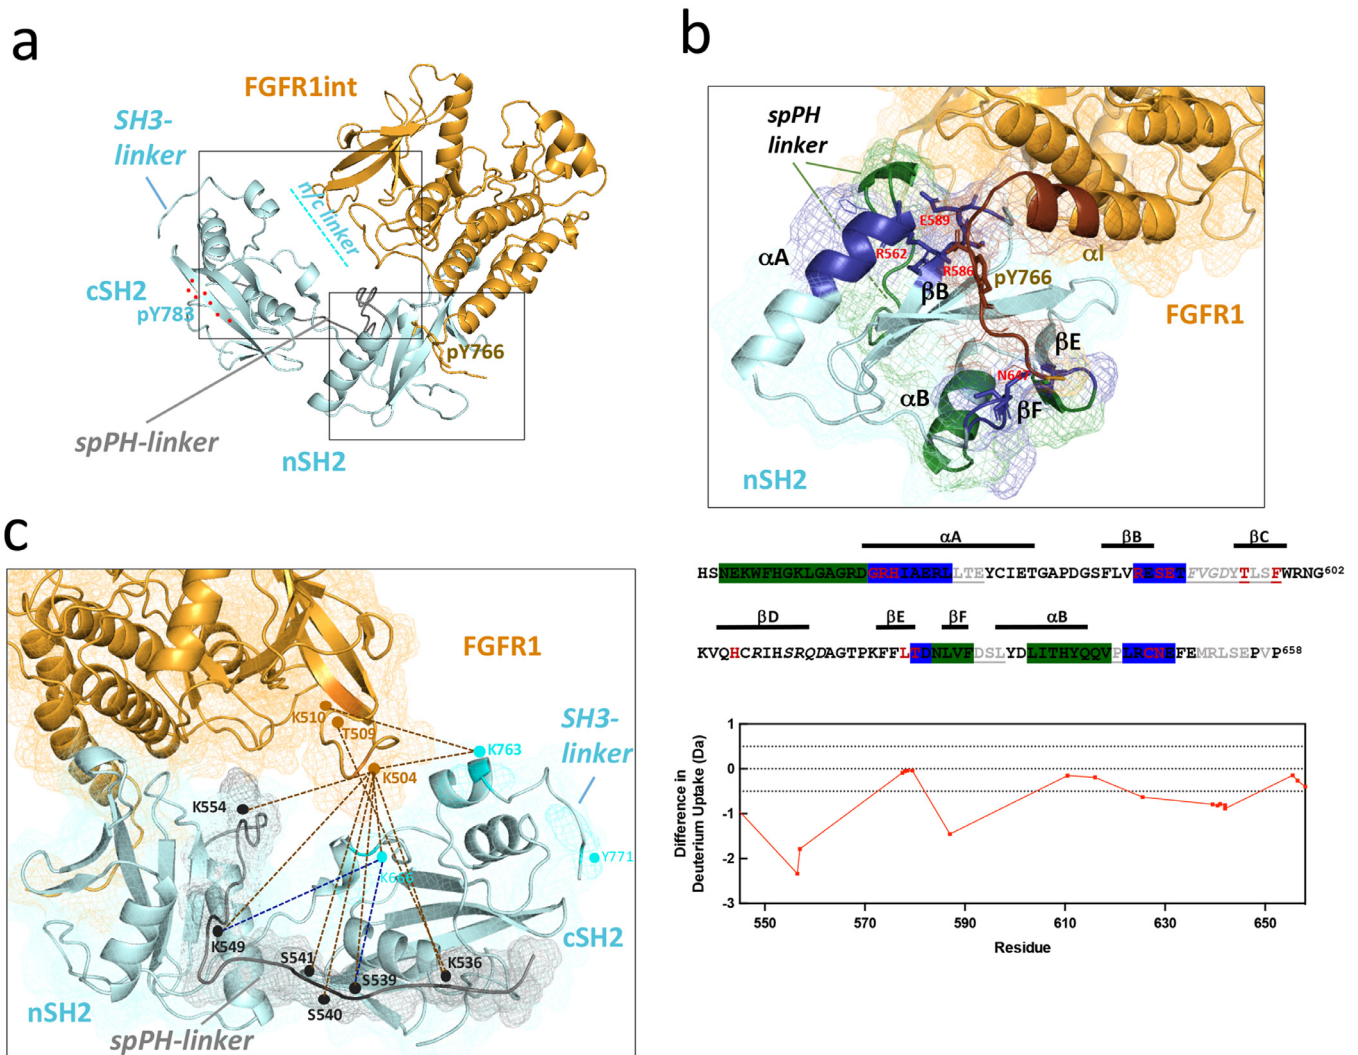 a
FGFR1int
SH3-
linker
n/c linker
cSH2
pY783
pY766
spPH-linker
nSH2
b
spPH
linker
E589
αA
R562
R586
βB
pY766
αI
FGFR1
βE
N647
αB
βF
nSH2
αA βB βC
HSNEKWFHGKLGAGRDGRHIAERLLTEYCIETGAPDGSFLVRESETFVGDYTLSFWRNG602
βD βE βF αB
KVQHCRIHSRQDAGTPKFFLTDNLVFDSLYDLITHYQQVPLRCNEFEMRLSEPVP658
c
FGFR1
K510
T509
SH3-
linker
K763
K504
K554
Y771
K549
cSH2
S541
S539
K536
S540
nSH2
spPH-linker
Difference in
Deuterium Uptake (Da)
1
0
-1
-2
-3
550 570 590 610 630 650
Residue